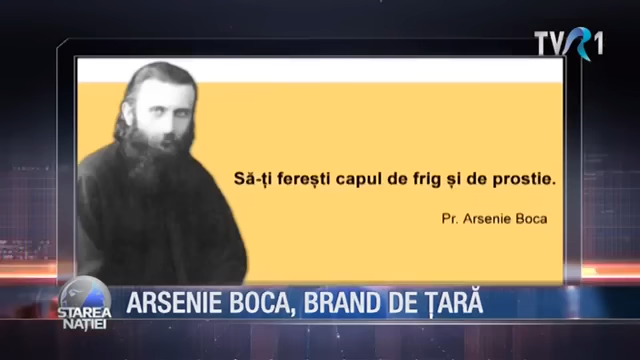 TVR1
Să-ți ferești capul de frig și de prostie.
Pr. Arsenie Boca
STAREA
NAȚIEI
ARSENIE BOCA, BRAND DE ȚARĂ